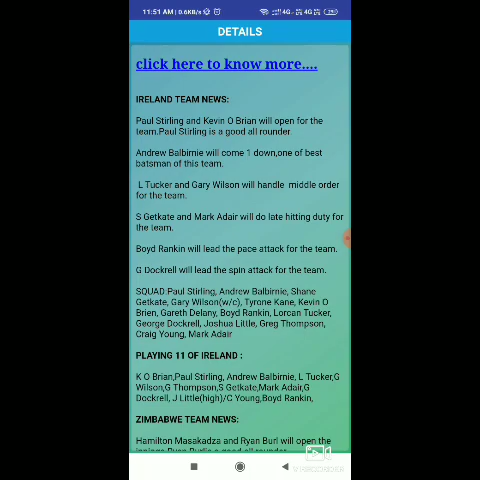 11:51 AM | 0.6KB/s
DETAILS
click here to know more....
IRELAND TEAM NEWS:
Paul Stirling and Kevin O Brian will open for the
team.Paul Stirling is a good all rounder.
Andrew Balbirnie will come 1 down,one of best
batsman of this team.
L Tucker and Gary Wilson will handle middle order
for the team.
S Getkate and Mark Adair will do late hitting duty for
the team.
Boyd Rankin will lead the pace attack for the team.
G Dockrell will lead the spin attack for the team.
SQUAD:Paul Stirling, Andrew Balbirnie, Shane
Getkate, Gary Wilson(w/c), Tyrone Kane, Kevin O
Brien, Gareth Delany, Boyd Rankin, Lorcan Tucker,
George Dockrell, Joshua Little, Greg Thompson,
Craig Young, Mark Adair
PLAYING 11 OF IRELAND :
K O Brian,Paul Stirling, Andrew Balbirnie, L Tucker,G
Wilson,G Thompson,S Getkate,Mark Adair,G
Dockrell, J Little(high)/C Young,Boyd Rankin,
ZIMBABWE TEAM NEWS:
Hamilton Masakadza and Ryan Burl will open the